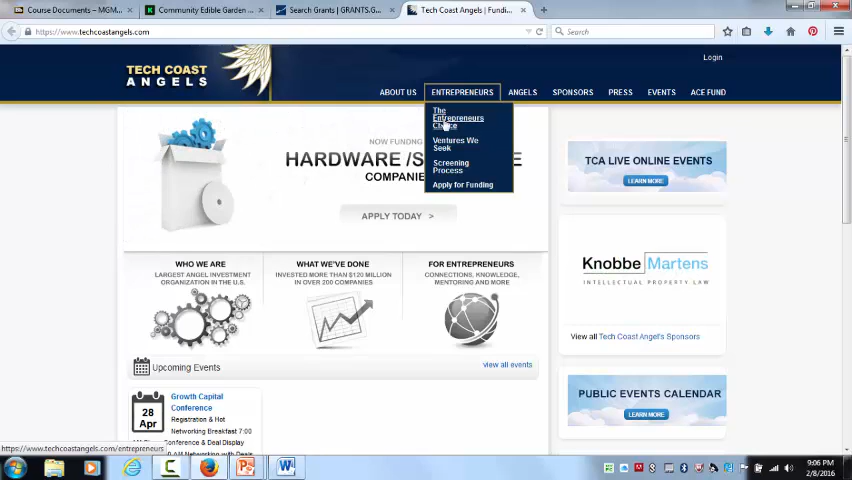 Course Documents – MGM...
Community Edible Garden ...
Search Grants | GRANTS.G...
Tech Coast Angels | Fundi...
https://www.techcoastangels.com
Search
Login
TECH COAST
ANGELS
ABOUT US
ENTREPRENEURS
ANGELS
SPONSORS
PRESS
EVENTS
ACE FUND
The
Entrepreneurs
Choice
Ventures We
Seek
Screening
Process
Apply for Funding
NOW FUNDING
HARDWARE /S
COMPANIE
APPLY TODAY >
TCA LIVE ONLINE EVENTS
LEARN MORE
WHO WE ARE
LARGEST ANGEL INVESTMENT
ORGANIZATION IN THE U.S.
WHAT WE'VE DONE
INVESTED MORE THAN $120 MILLION
IN OVER 200 COMPANIES
FOR ENTREPRENEURS
CONNECTIONS, KNOWLEDGE,
MENTORING AND MORE
Knobbe Martens
INTELLECTUAL PROPERTY LAW
View all Tech Coast Angel's Sponsors
Upcoming Events
view all events
28
Apr
Growth Capital
Conference
Registration & Hot
Networking Breakfast 7:00
Conference & Deal Display
AM Networking with Deals
PUBLIC EVENTS CALENDAR
LEARN MORE
https://www.techcoastangels.com/entrepreneurs
9:06 PM
2/8/2016